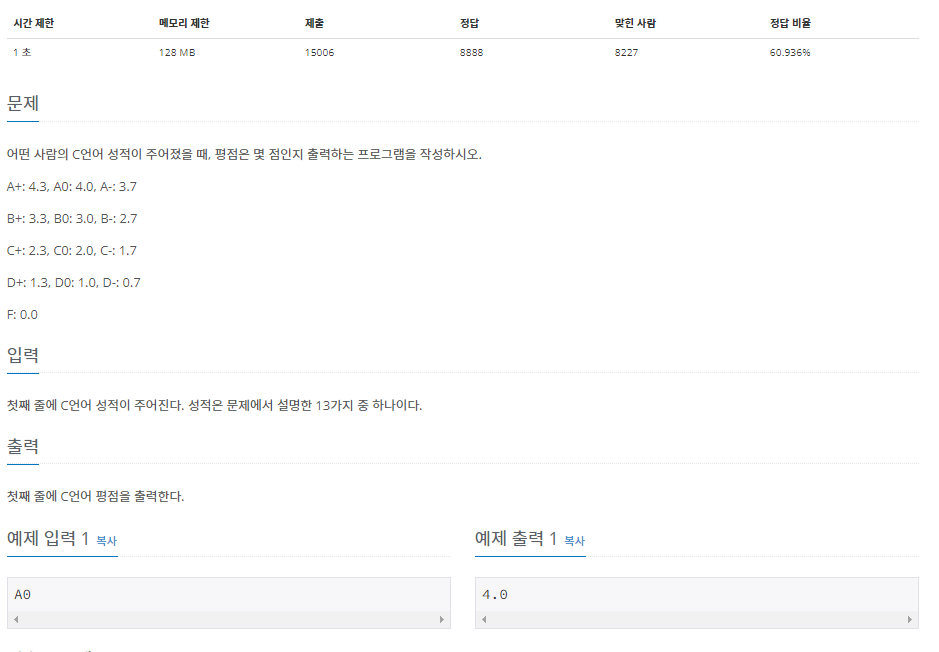 시간 제한 메모리 제한 제출 정답 맞힌 사람 정답 비율
1 초 128 MB 15006 8888 8227 60.936%
문제
어떤 사람의 C언어 성적이 주어졌을 때, 평점은 몇 점인지 출력하는 프로그램을 작성하시오.
A+: 4.3, A0: 4.0, A-: 3.7
B+: 3.3, B0: 3.0, B-: 2.7
C+: 2.3, C0: 2.0, C-: 1.7
D+: 1.3, D0: 1.0, D-: 0.7
F: 0.0
입력
첫째 줄에 C언어 성적이 주어진다. 성적은 문제에서 설명한 13가지 중 하나이다.
출력
첫째 줄에 C언어 평점을 출력한다.
예제 입력 1 복사
예제 출력 1 복사
A0
4.0